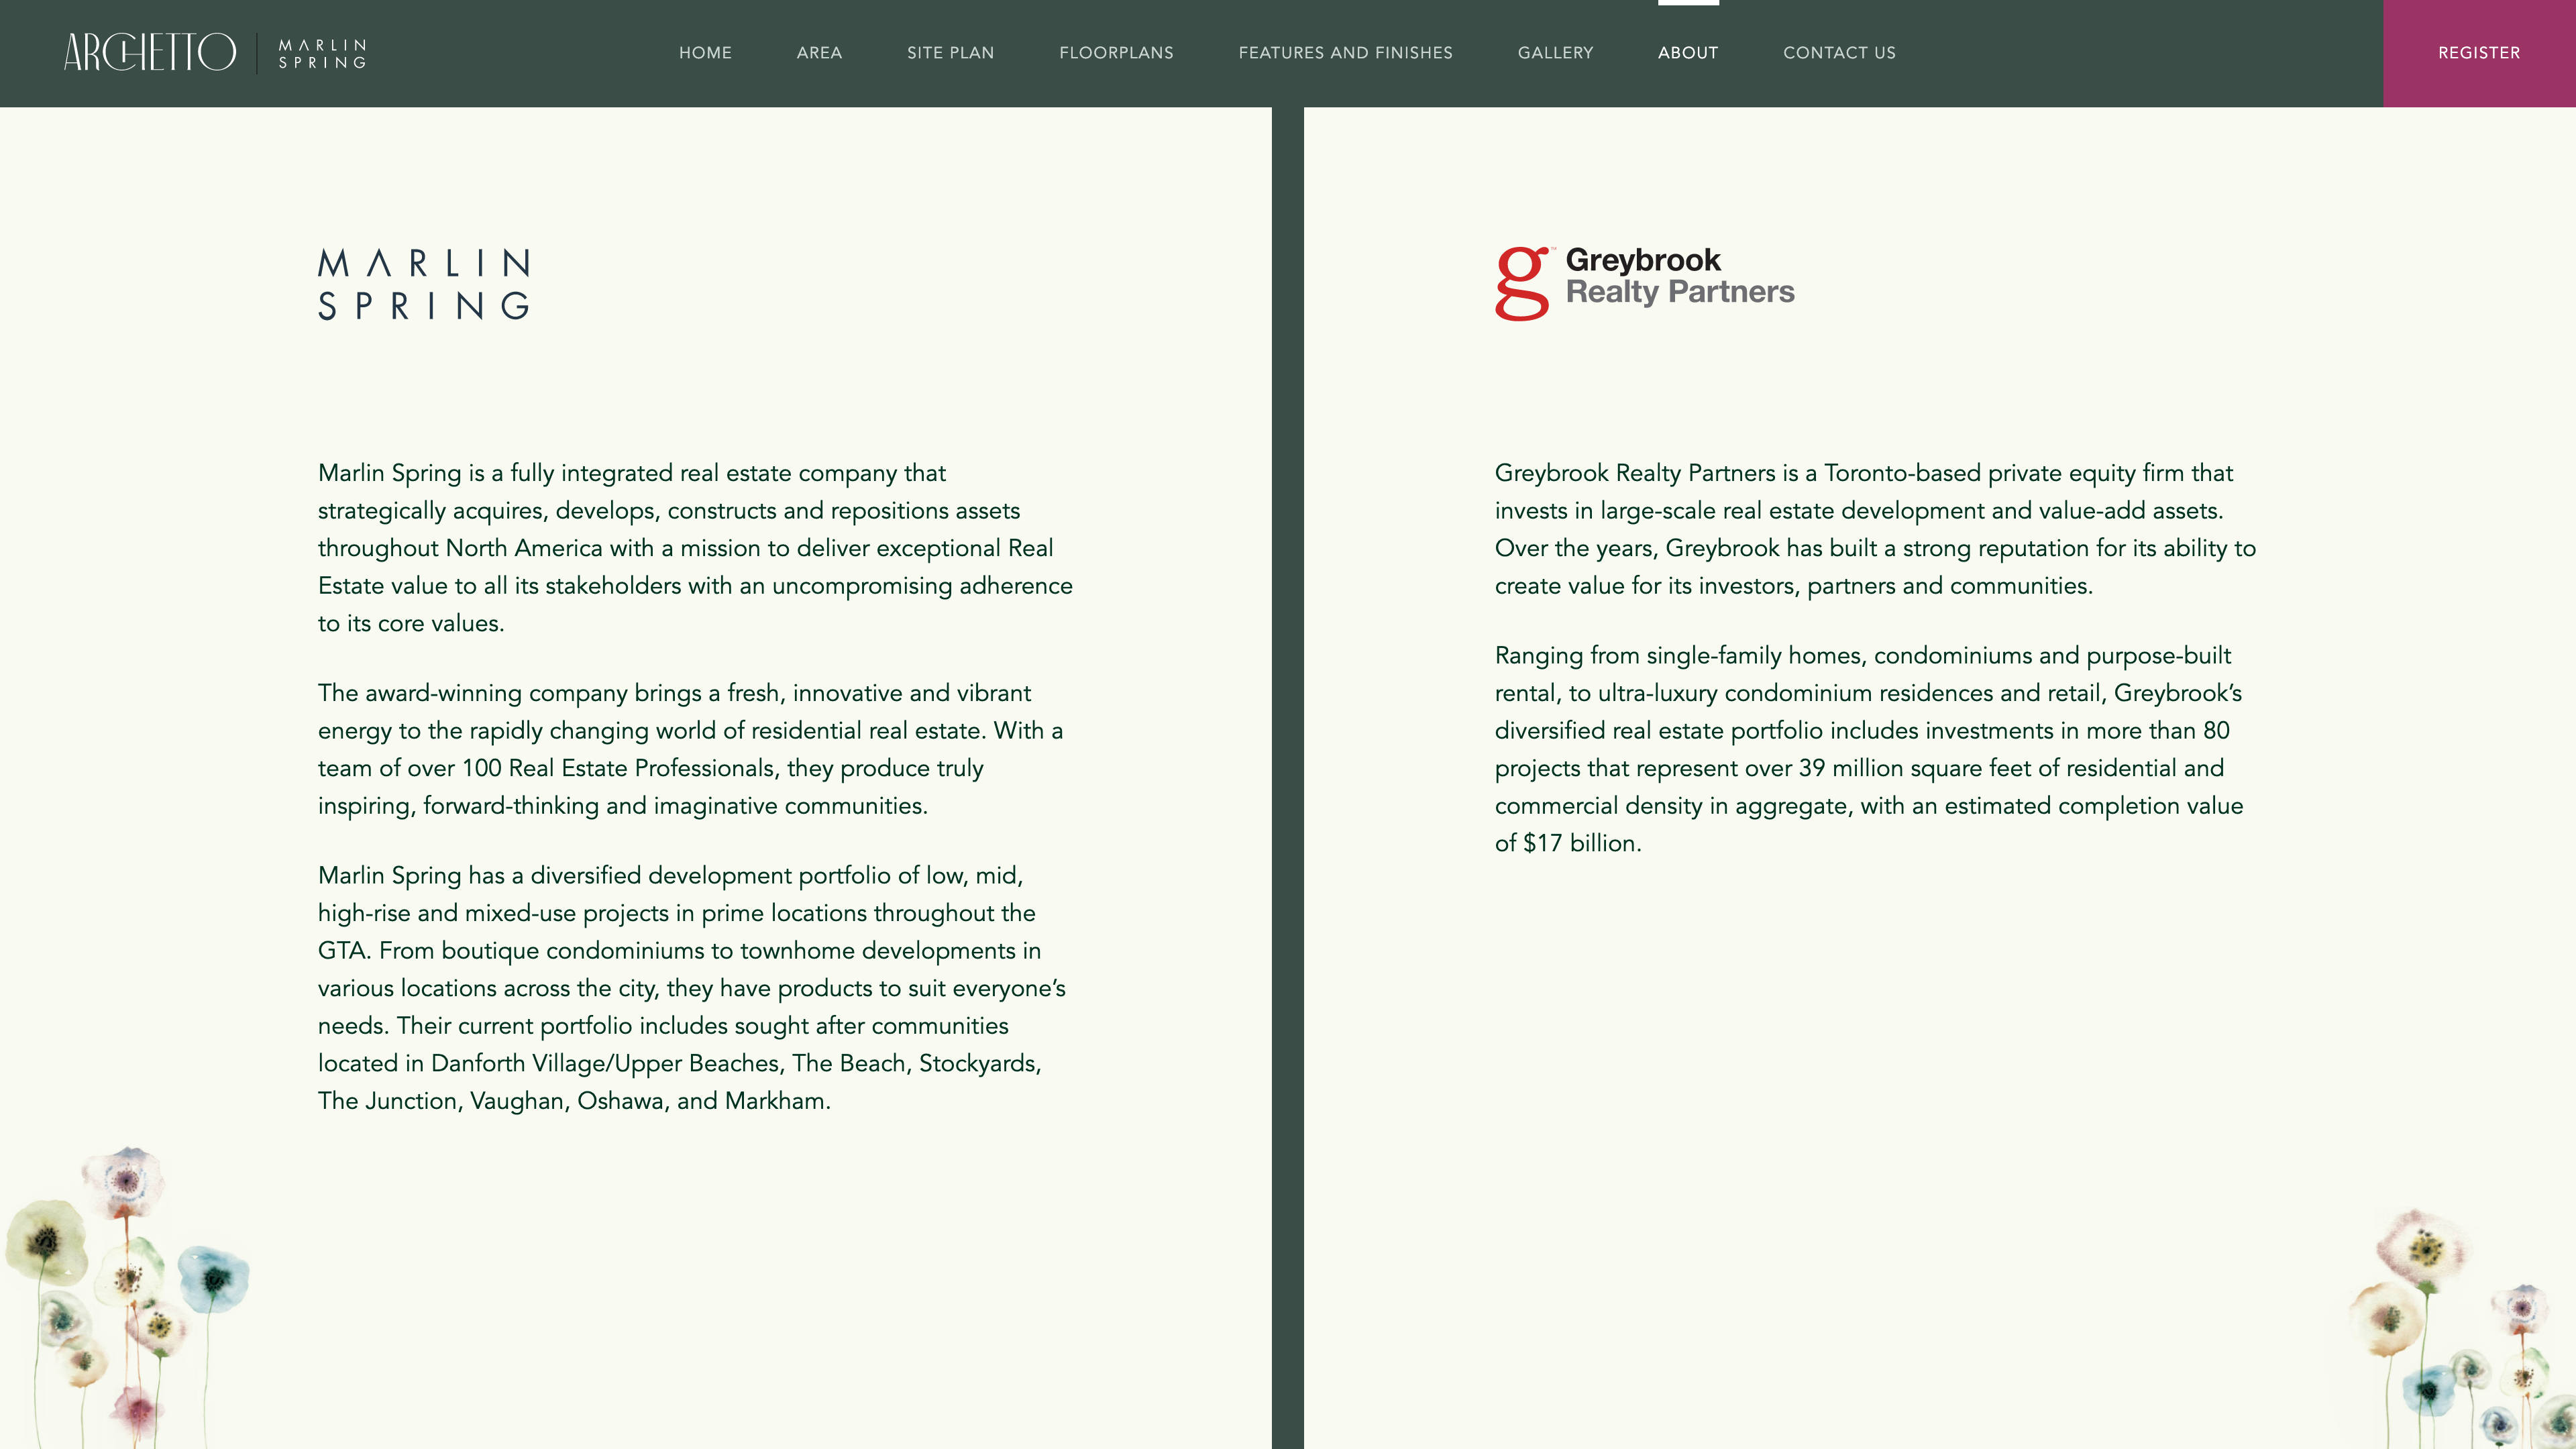 ARCHETTO
MARLIN
SPRING
HOME
AREA
SITE PLAN
FLOORPLANS
FEATURES AND FINISHES
GALLERY
ABOUT
CONTACT US
REGISTER
MARLIN
SPRING
Marlin Spring is a fully integrated real estate company that
strategically acquires, develops, constructs and repositions assets
throughout North America with a mission to deliver exceptional Real
Estate value to all its stakeholders with an uncompromising adherence
to its core values.
The award-winning company brings a fresh, innovative and vibrant
energy to the rapidly changing world of residential real estate. With a
team of over 100 Real Estate Professionals, they produce truly
inspiring, forward-thinking and imaginative communities.
Marlin Spring has a diversified development portfolio of low, mid,
high-rise and mixed-use projects in prime locations throughout the
GTA. From boutique condominiums to townhome developments in
various locations across the city, they have products to suit everyone’s
needs. Their current portfolio includes sought after communities
located in Danforth Village/Upper Beaches, The Beach, Stockyards,
The Junction, Vaughan, Oshawa, and Markham.
g™
Greybrook
Realty Partners
Greybrook Realty Partners is a Toronto-based private equity firm that
invests in large-scale real estate development and value-add assets.
Over the years, Greybrook has built a strong reputation for its ability to
create value for its investors, partners and communities.
Ranging from single-family homes, condominiums and purpose-built
rental, to ultra-luxury condominium residences and retail, Greybrook’s
diversified real estate portfolio includes investments in more than 80
projects that represent over 39 million square feet of residential and
commercial density in aggregate, with an estimated completion value
of $17 billion.